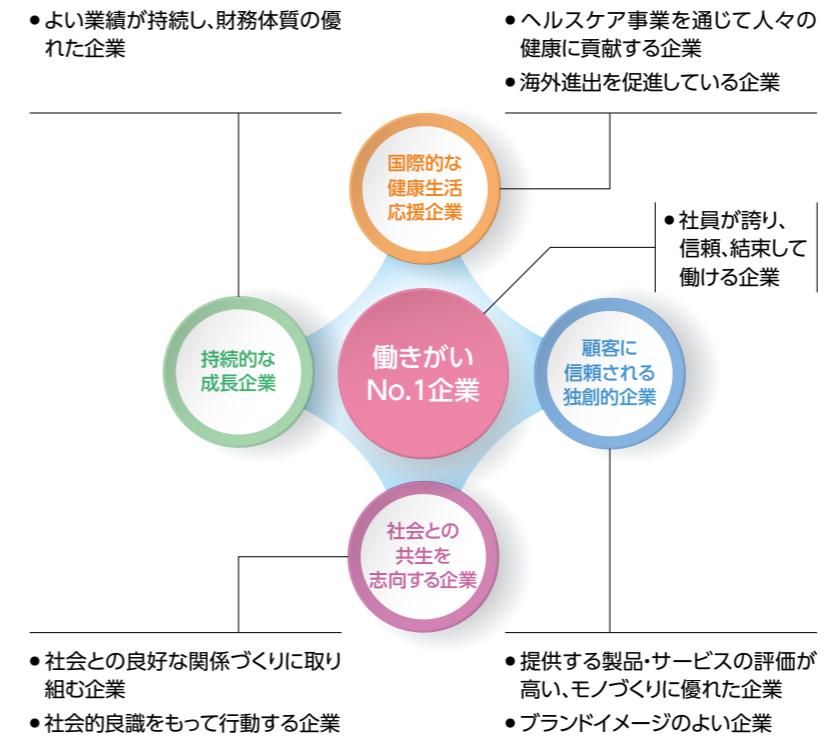 ●よい業績が持続し、財務体質の優
れた企業
●ヘルスケア事業を通じて人々の
健康に貢献する企業
●海外進出を促進している企業
国際的な
健康生活
応援企業
●社員が誇り、
信頼、結束して
働ける企業
持続的な
成長企業
働きがい
No.1企業
顧客に
信頼される
独創的企業
社会との
共生を
志向する企業
●社会との良好な関係づくりに取り
組む企業
●社会的良識をもって行動する企業
●提供する製品・サービスの評価が
高い、モノづくりに優れた企業
●ブランドイメージのよい企業